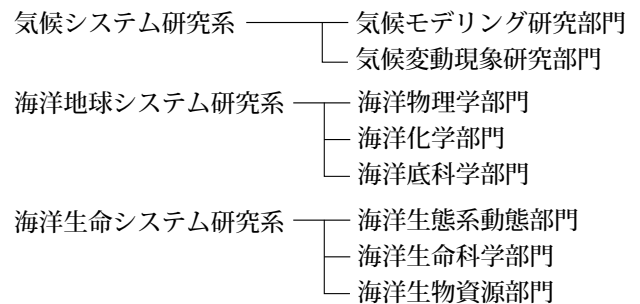 気候システム研究系 気候モデリング研究部門
気候変動現象研究部門
海洋地球システム研究系 海洋物理学部門
海洋化学部門
海洋底科学部門
海洋生命システム研究系 海洋生態系動態部門
海洋生命科学部門
海洋生物資源部門